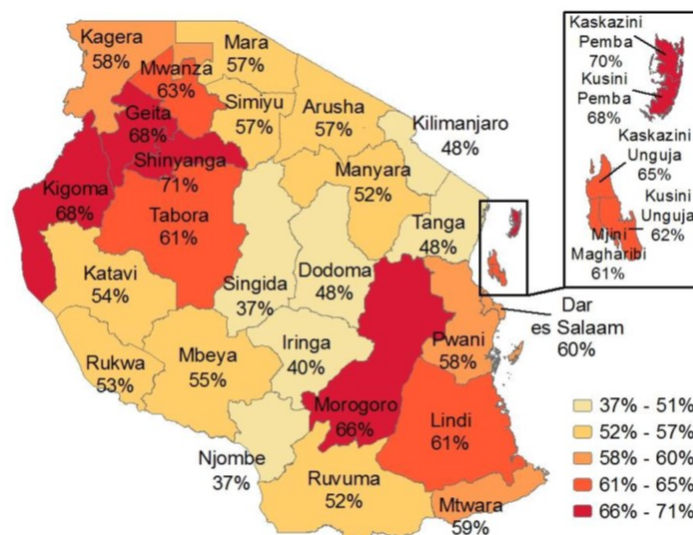 Kagera
58%
Mara
57%
Mwanza
63%
Simiyu
57%
Arusha
57%
Kilimanjaro
48%
Geita
68%
Shinyanga
71%
Kigoma
68%
Tabora
61%
Manyara
52%
Tanga
48%
Katavi
54%
Singida
37%
Dodoma
48%
Dar
es Salaam
60%
Pwani
58%
Rukwa
53%
Mbeya
55%
Iringa
40%
Morogoro
66%
Lindi
61%
Njombe
37%
Ruvuma
52%
Mtwara
59%
Kaskazini
Pemba
70%
Kusini
Pemba
68%
Kaskazini
Unguja
65%
Kusini
Unguja
62%
Mjini
Magharibi
61%
37% - 51%
52% - 57%
58% - 60%
61% - 65%
66% - 71%